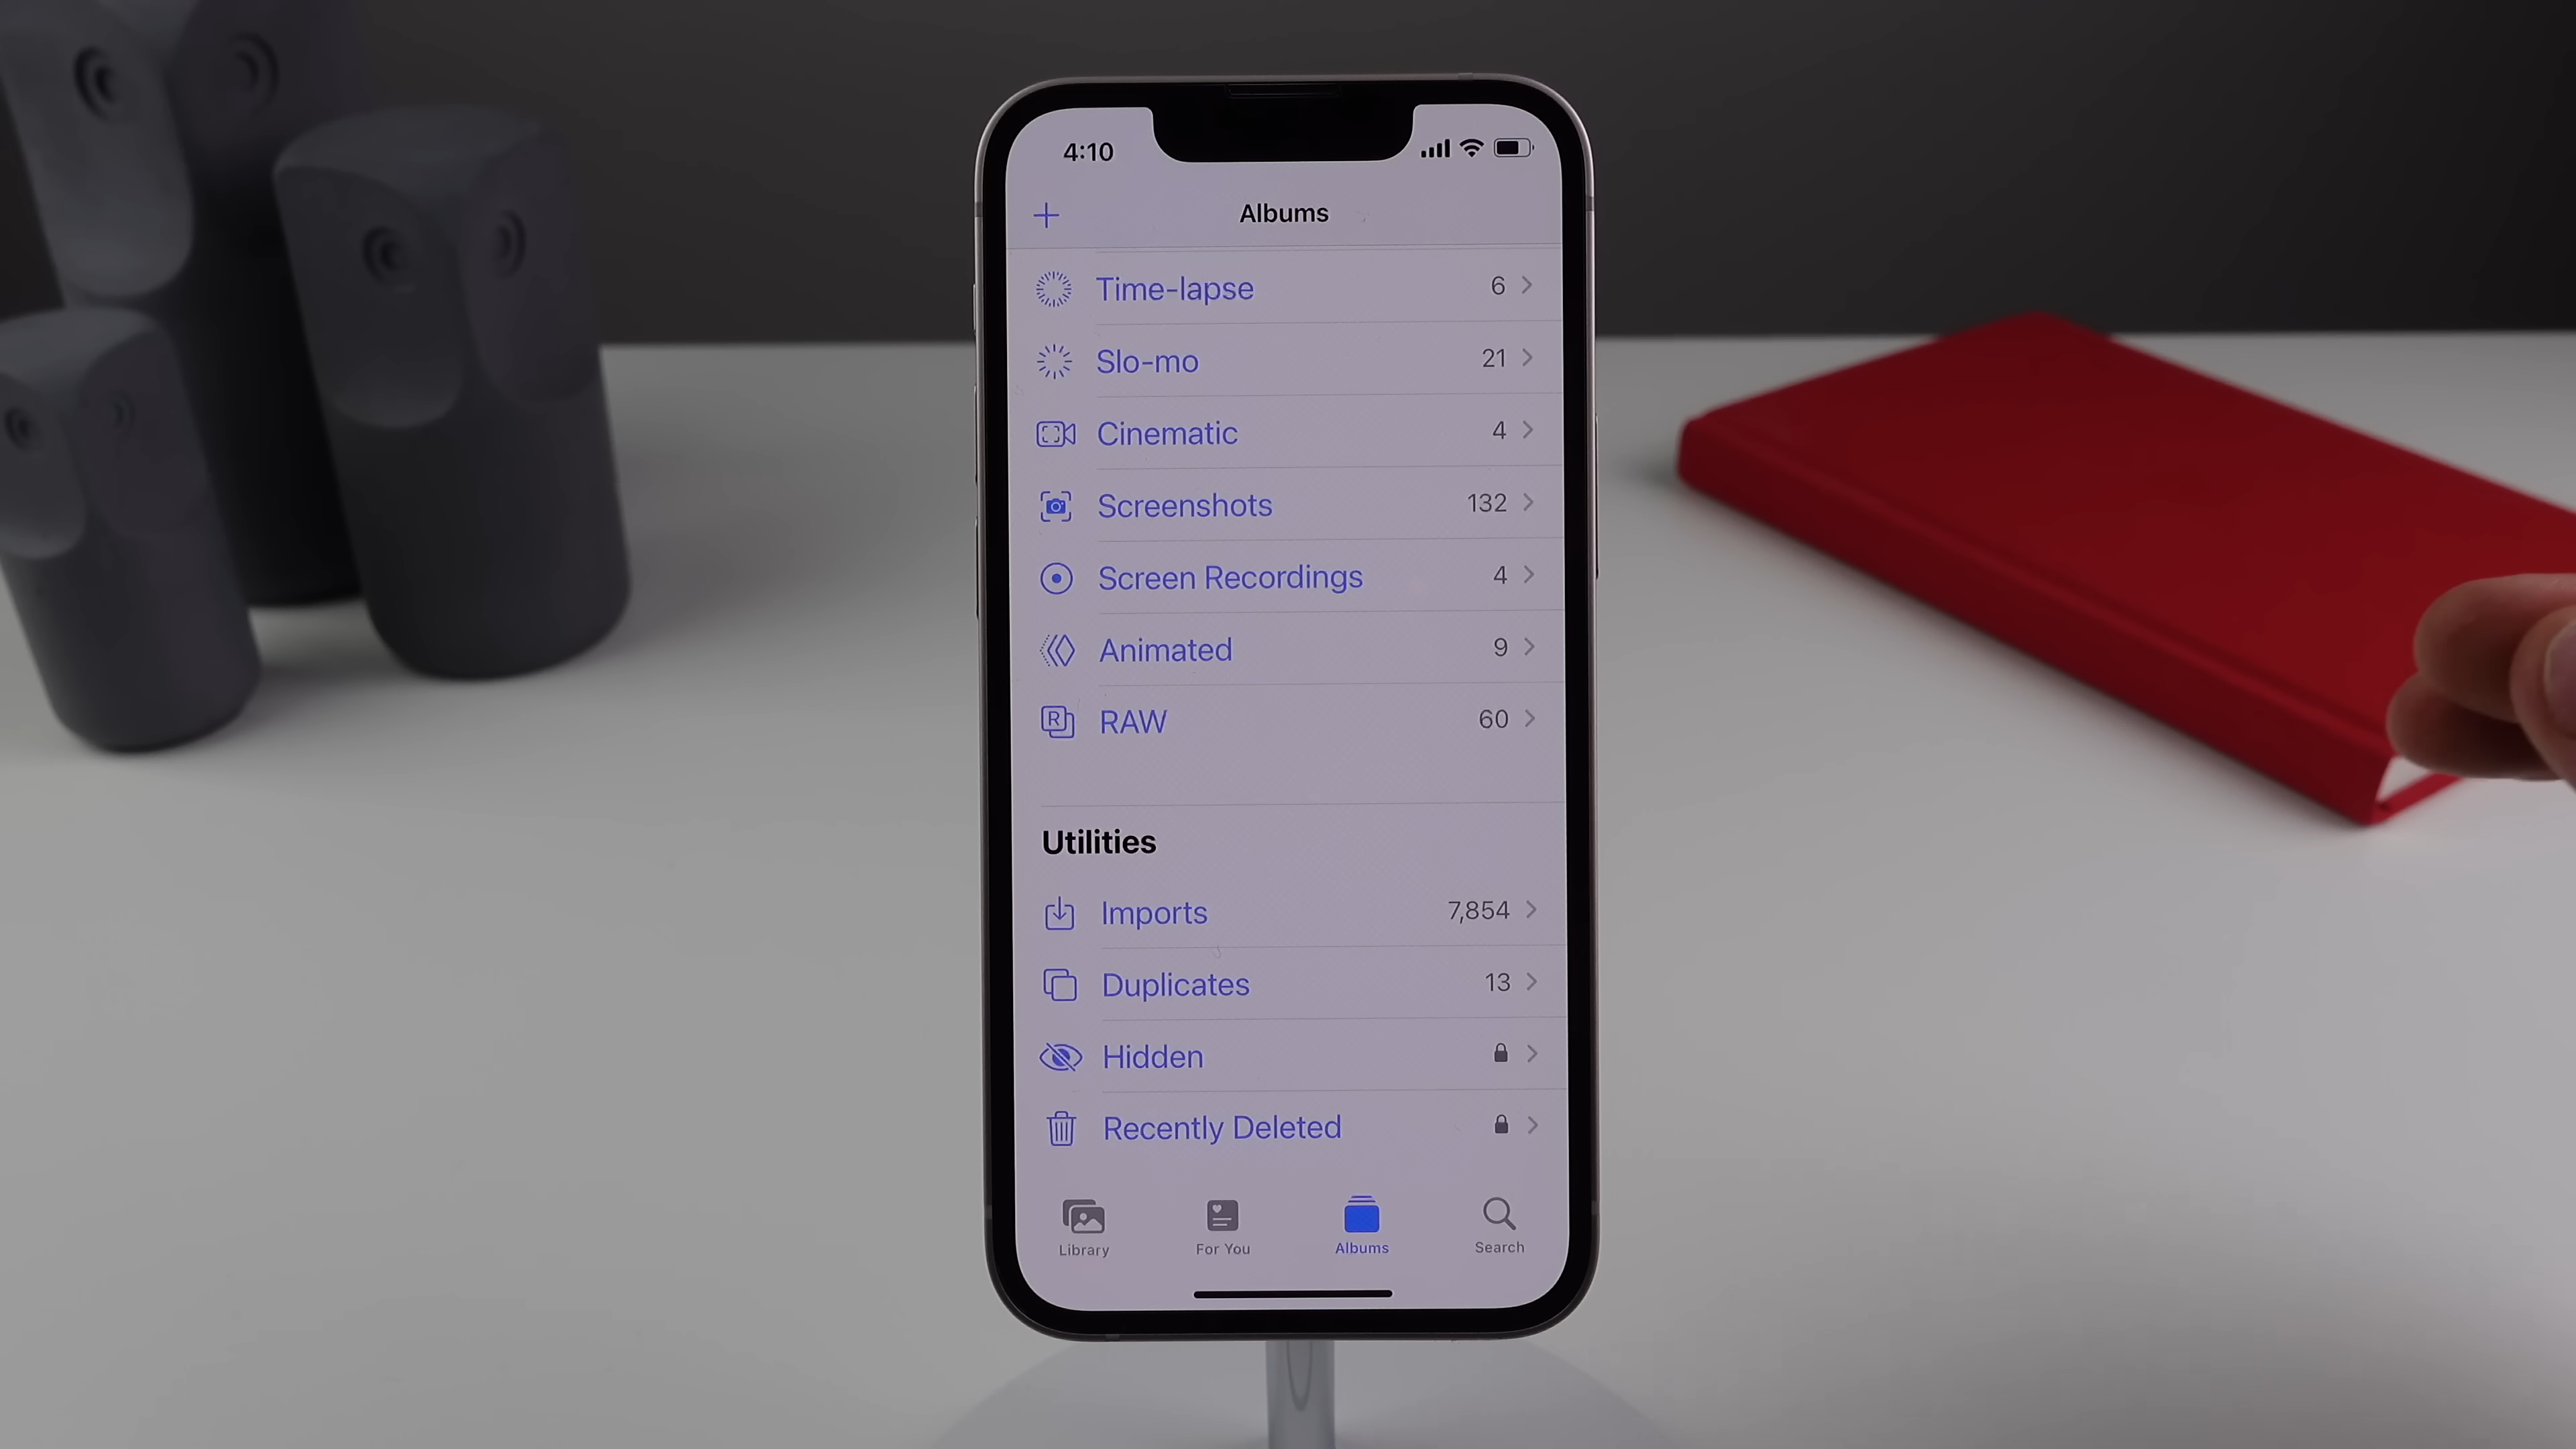 4:10
Albums
Time-lapse 6
Slo-mo 21
Cinematic 4
Screenshots 132
Screen Recordings 4
Animated 9
R RAW 60
Utilities
Imports 7,854
Duplicates 13
Hidden
Recently Deleted
Library For You Albums Search